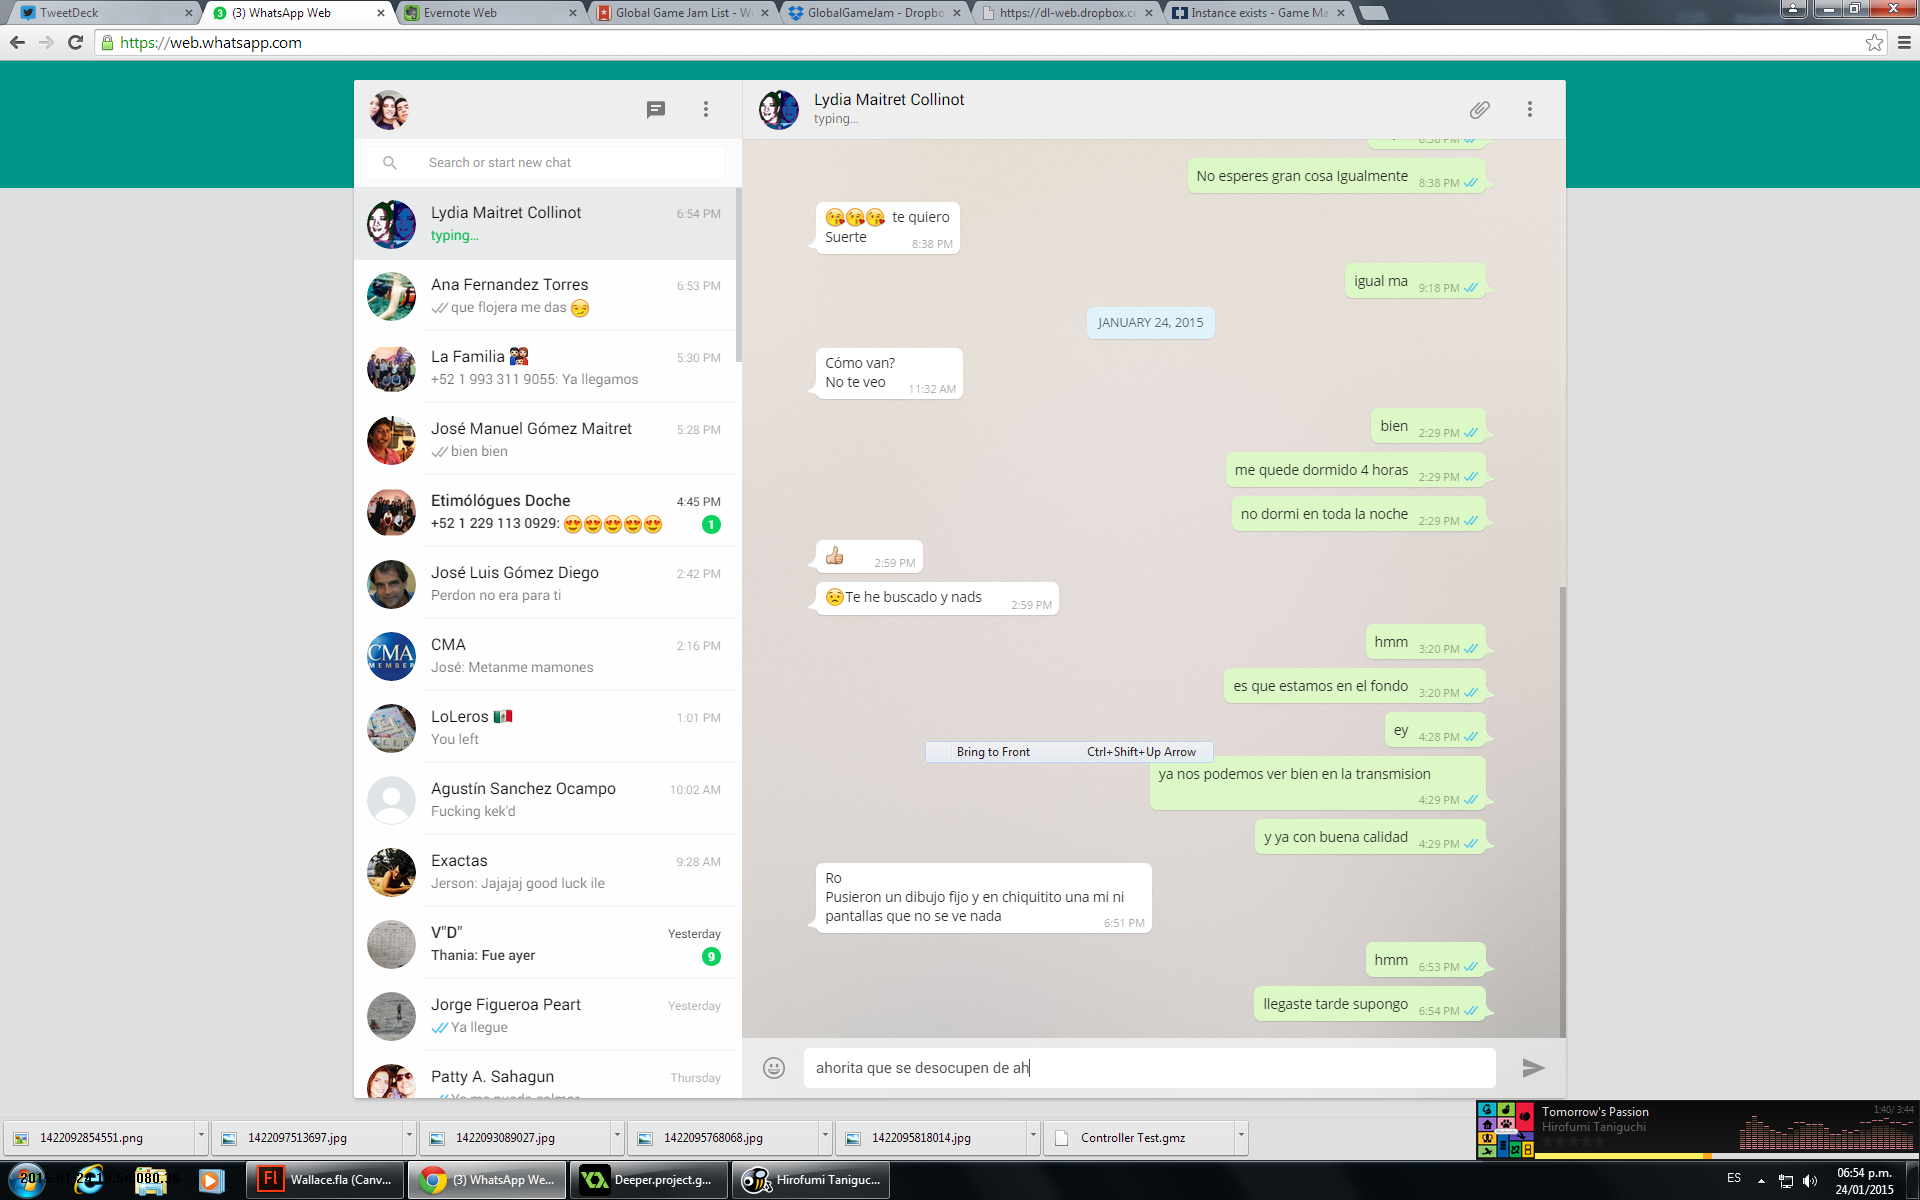 TweetDeck
(3) WhatsApp Web
Evernote Web
Global Game Jam List - W
GlobalGameJam - Dropbo
https://dl-web.dropbox.c
Instance exists - Game Ma
https://web.whatsapp.com
Search or start new chat
Lydia Maitret Collinot 6:54 PM
typing...
Ana Fernandez Torres 6:53 PM
que flojera me das 😏
La Familia 5:30 PM
+52 1 993 311 9055: Ya llegamos
José Manuel Gómez Maitret 5:28 PM
bien bien
Etimólógues Doche 4:45 PM
+52 1 229 113 0929: 😍😍😍😍😍 1
José Luis Gómez Diego 2:42 PM
Perdon no era para ti
CMA 2:16 PM
José: Metanme mamones
CMA
MEMBER
LoLeros 🇲🇽 1:01 PM
You left
Agustín Sanchez Ocampo 10:02 AM
Fucking kek'd
Exactas 9:28 AM
Jerson: Jajajaj good luck ile
V"D" Yesterday
Thania: Fue ayer 9
Jorge Figueroa Peart Yesterday
Ya llegue
Patty A. Sahagun Thursday
Lydia Maitret Collinot
typing...
8:38 PM
No esperes gran cosa Igualmente 8:38 PM
😘😘😘 te quiero
Suerte 8:38 PM
igual ma 9:18 PM
JANUARY 24, 2015
Cómo van?
No te veo 11:32 AM
bien 2:29 PM
me quede dormido 4 horas 2:29 PM
no dormi en toda la noche 2:29 PM
👍 2:59 PM
😟Te he buscado y nads 2:59 PM
hmm 3:20 PM
es que estamos en el fondo 3:20 PM
ey 4:28 PM
Bring to Front Ctrl+Shift+Up Arrow
ya nos podemos ver bien en la transmision
4:29 PM
y ya con buena calidad 4:29 PM
Ro
Pusieron un dibujo fijo y en chiquitito una mi ni
pantallas que no se ve nada 6:51 PM
hmm 6:53 PM
llegaste tarde supongo 6:54 PM
ahorita que se desocupen de ah
1422092854551.png
1422097513697.jpg
1422093089027.jpg
1422095768068.jpg
1422095818014.jpg
Controller Test.gmz
Tomorrow's Passion 1:40/ 3:44
Hirofumi Taniguchi
Fl
Wallace.fla (Canv...
(3) WhatsApp We...
Deeper.project.g...
Hirofumi Taniguc...
ES
06:54 p.m.
24/01/2015